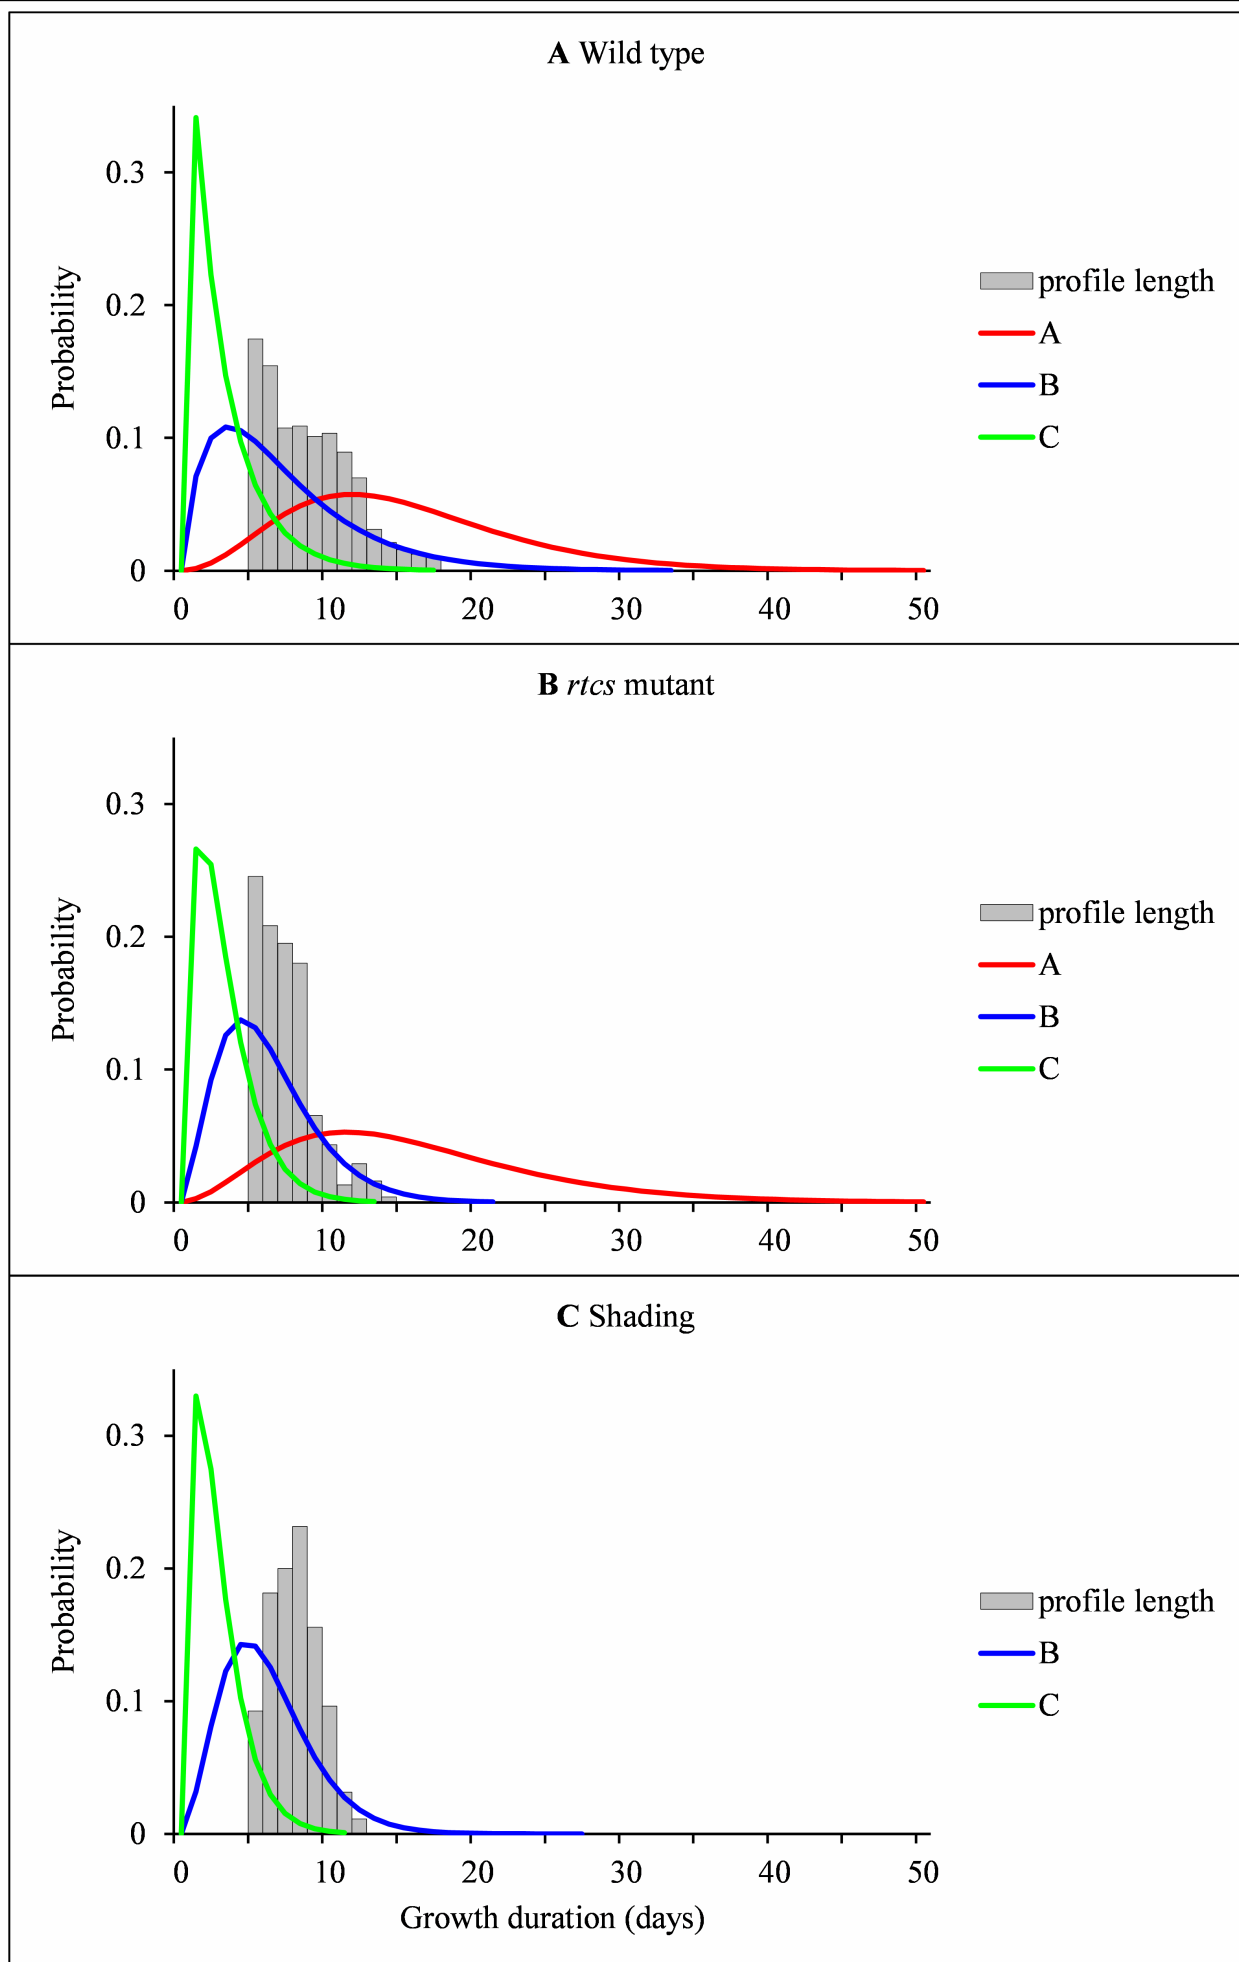 A Wild type
0.3
0.2
0.1
0
Probability
0 10 20 30 40 50
profile length
A
B
C
B rtcs mutant
0.3
0.2
0.1
0
Probability
0 10 20 30 40 50
profile length
A
B
C
C Shading
0.3
0.2
0.1
0
Probability
0 10 20 30 40 50
Growth duration (days)
profile length
B
C